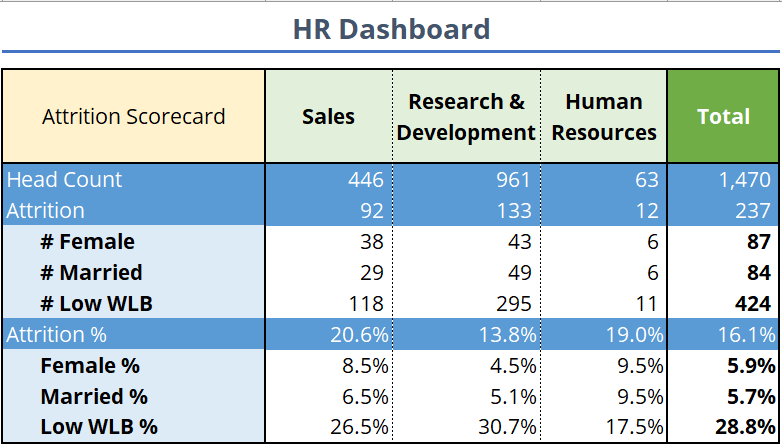 HR Dashboard
Attrition Scorecard Sales Research & Development Human Resources Total
Head Count 446 961 63 1,470
Attrition 92 133 12 237
# Female 38 43 6 87
# Married 29 49 6 84
# Low WLB 118 295 11 424
Attrition % 20.6% 13.8% 19.0% 16.1%
Female % 8.5% 4.5% 9.5% 5.9%
Married % 6.5% 5.1% 9.5% 5.7%
Low WLB % 26.5% 30.7% 17.5% 28.8%